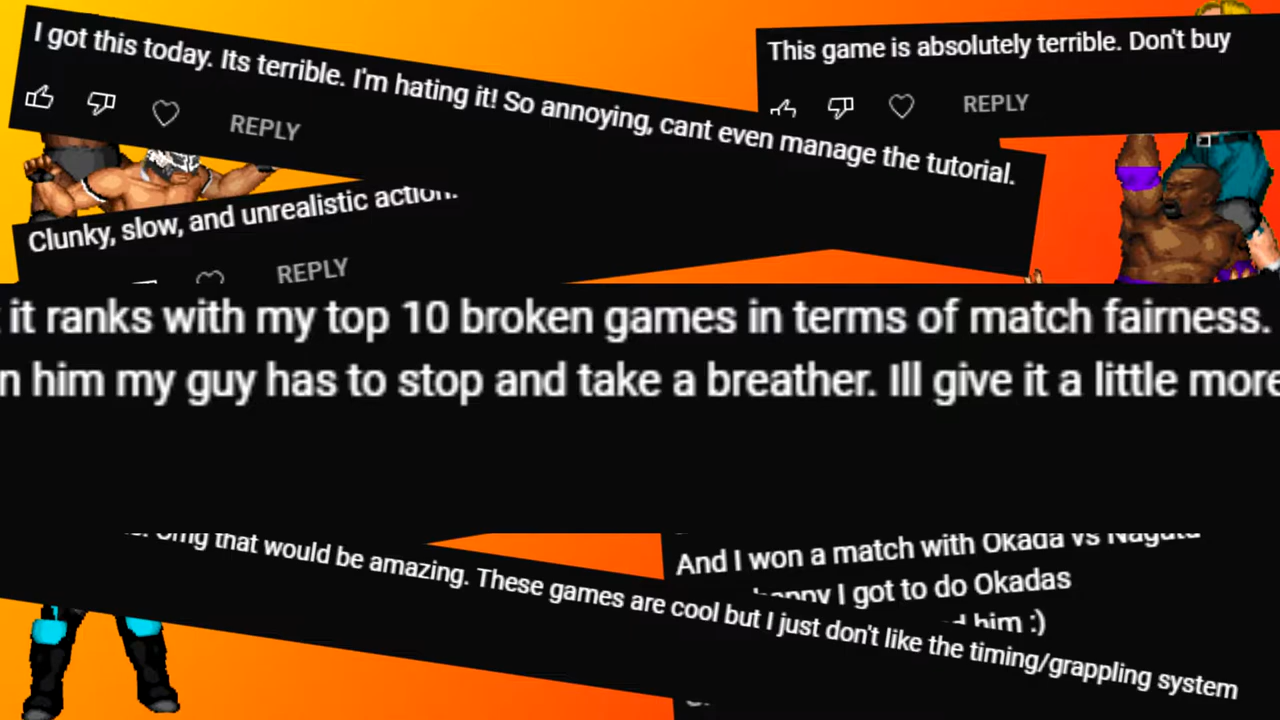 I got this today. Its terrible. I'm hating it! So annoying, cant even manage the tutorial.
REPLY
This game is absolutely terrible. Don't buy
REPLY
Clunky, slow, and unrealistic action.
REPLY
it ranks with my top 10 broken games in terms of match fairness.
him my guy has to stop and take a breather. Ill give it a little more
Omg that would be amazing. These games are cool but I just don't like the timing/grappling system
And I won a match with Okada vs Nagata
I got to do Okadas
him :)